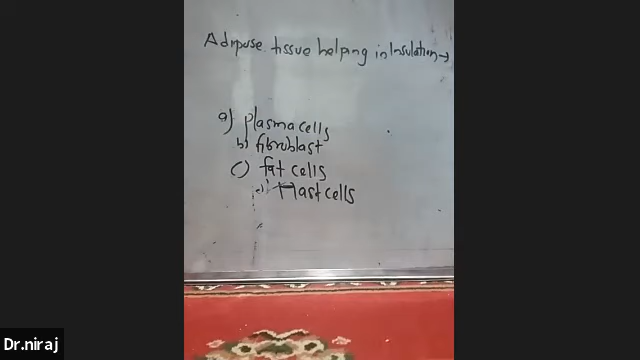 Adipose tissue helping in Insulation→
a) plasma cells
b) fibroblast
c) fat cells
d) Mast cells
Dr.niraj